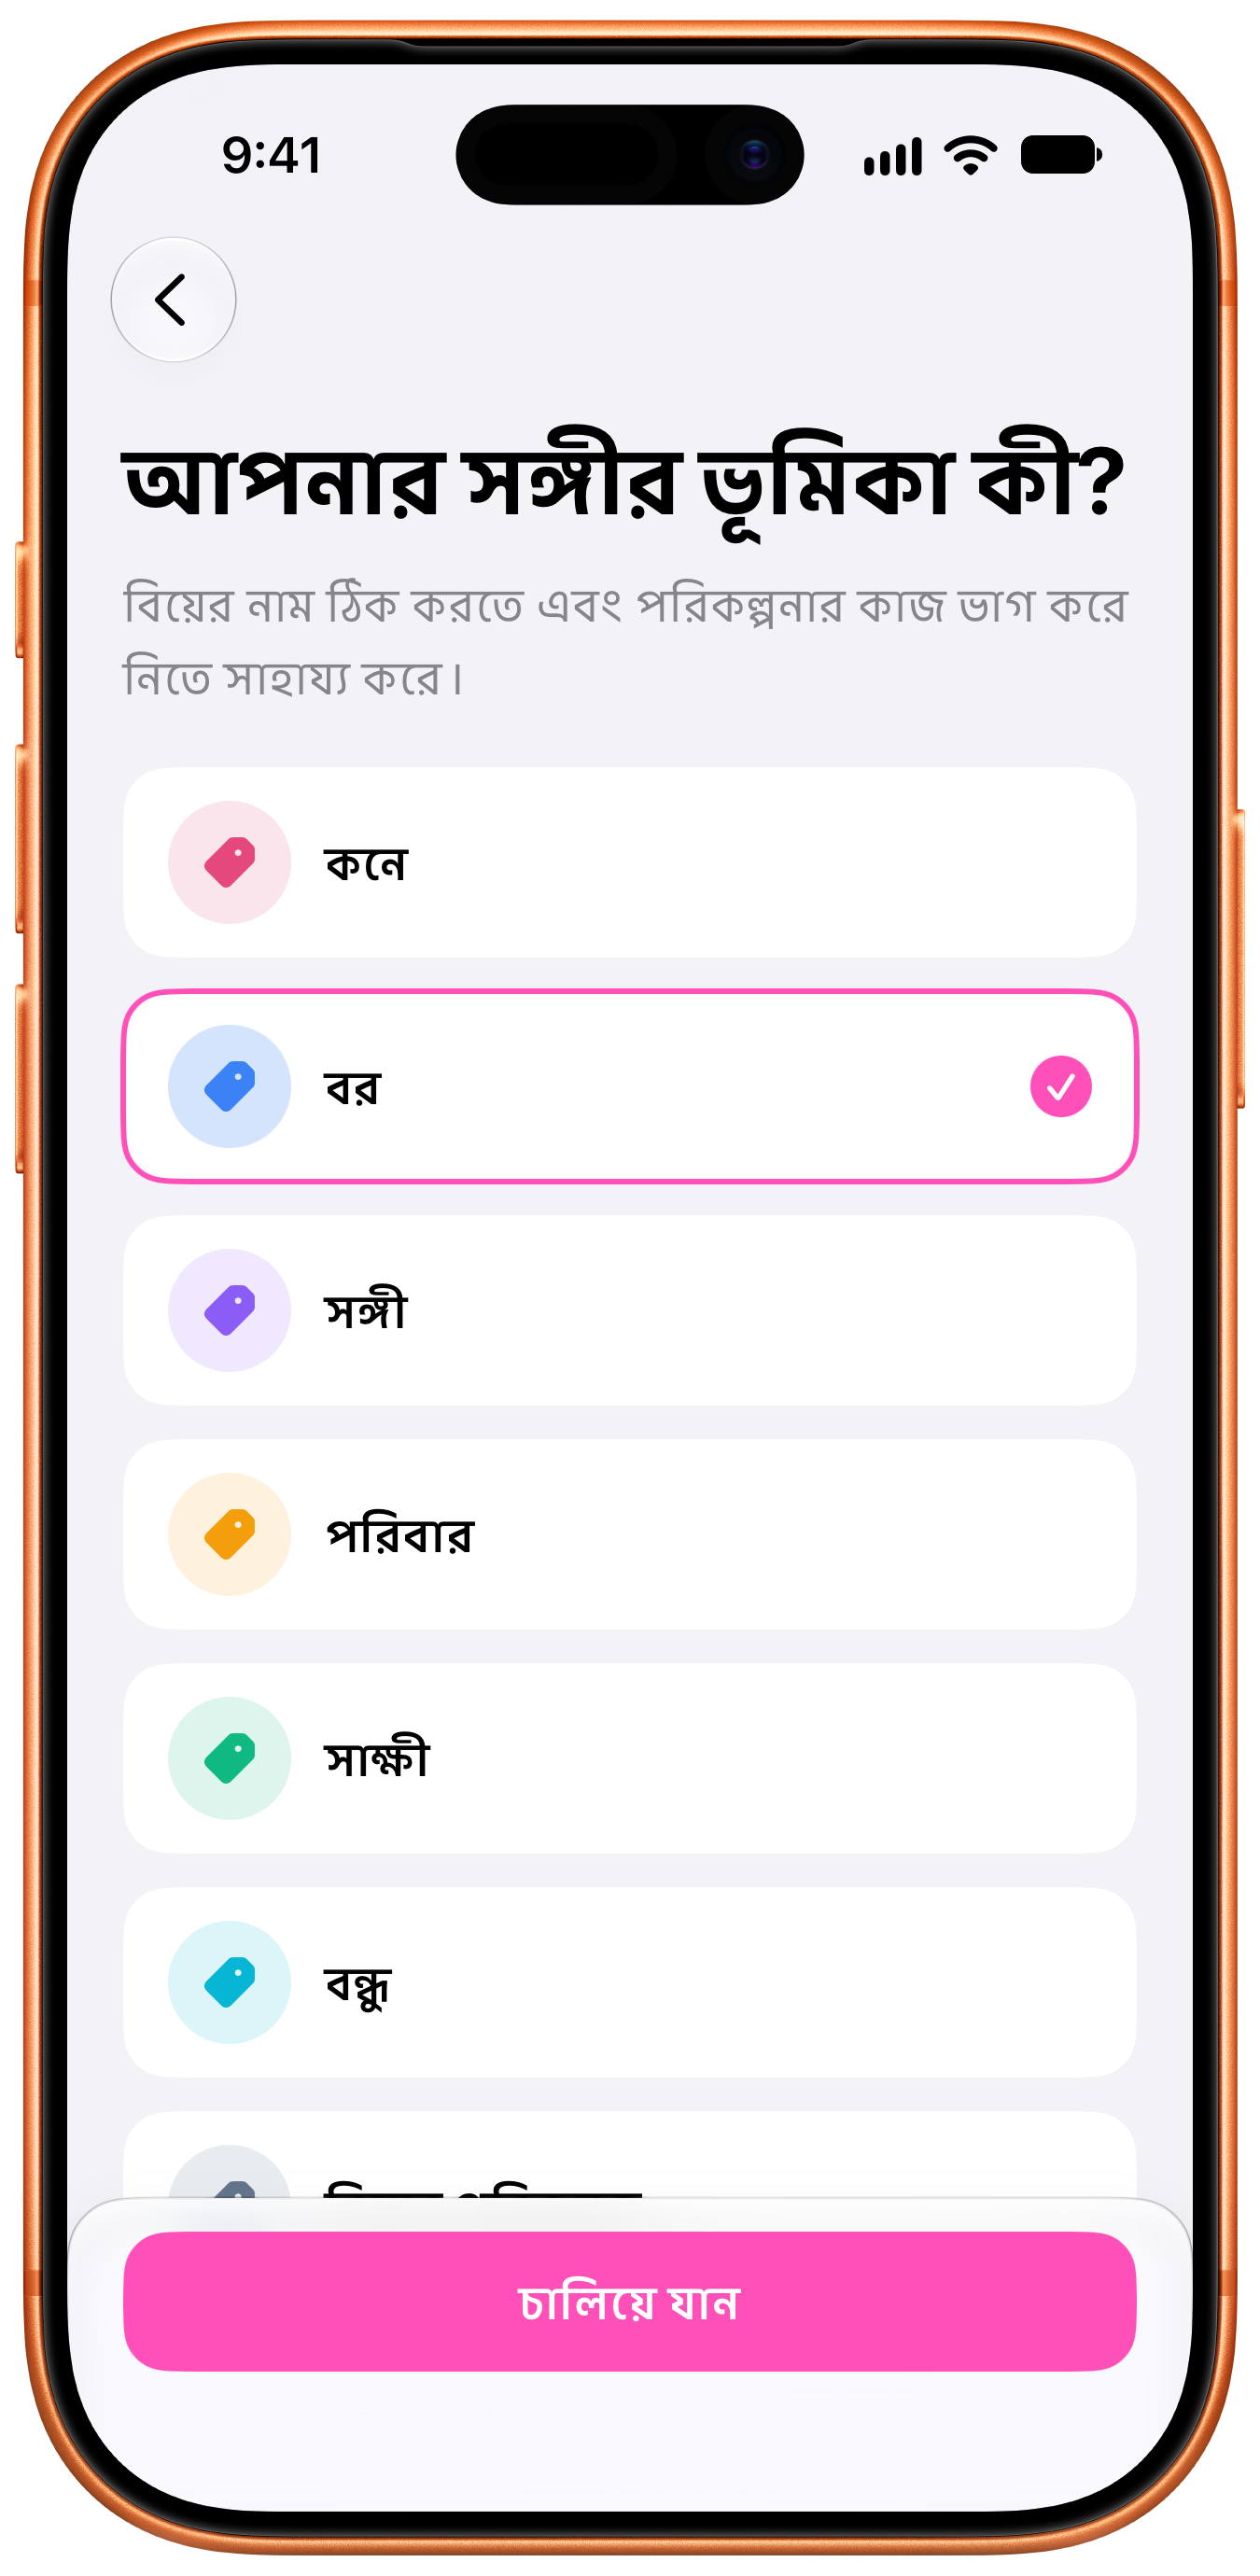 9:41
আপনার সঙ্গীর ভূমিকা কী?
বিয়ের নাম ঠিক করতে এবং পরিকল্পনার কাজ ভাগ করে
নিতে সাহায্য করে।
কনে
বর
সঙ্গী
পরিবার
সাক্ষী
বন্ধু
চালিয়ে যান